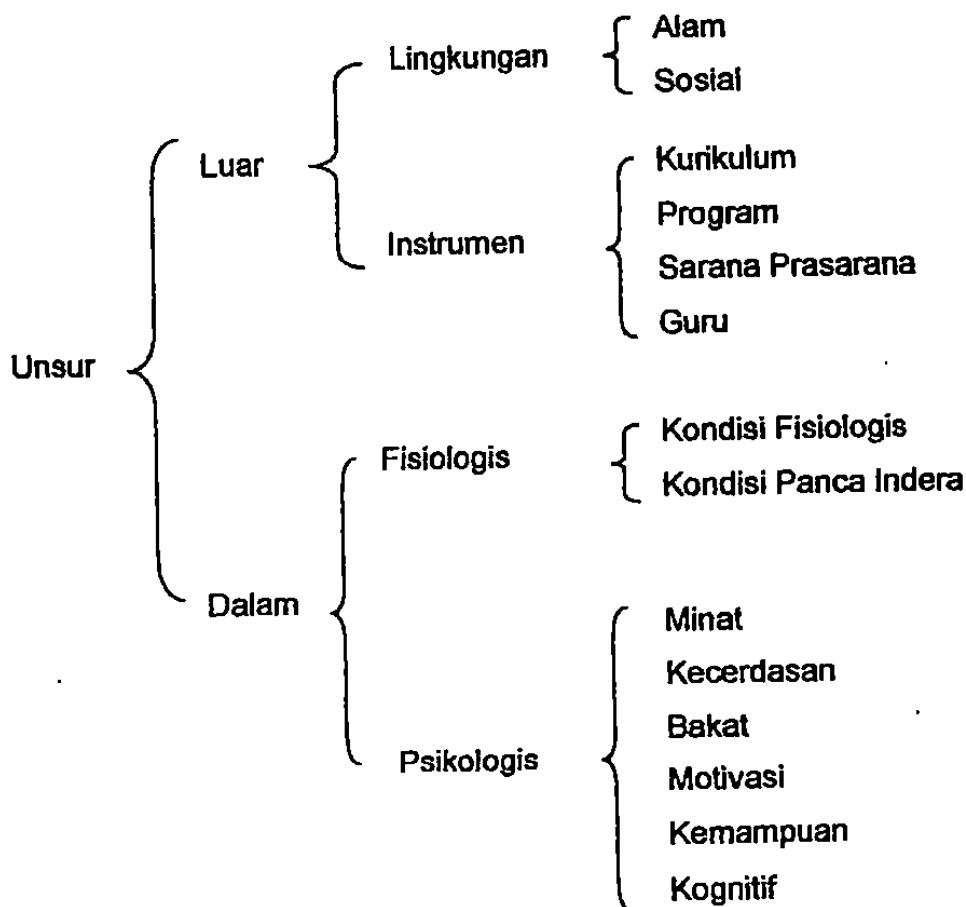 Unsur
Luar
Lingkungan
Alam
Sosial
Instrumen
Kurikulum
Program
Sarana Prasarana
Guru
Dalam
Fisiologis
Kondisi Fisiologis
Kondisi Panca Indera
Psikologis
Minat
Kecerdasan
Bakat
Motivasi
Kemampuan
Kognitif